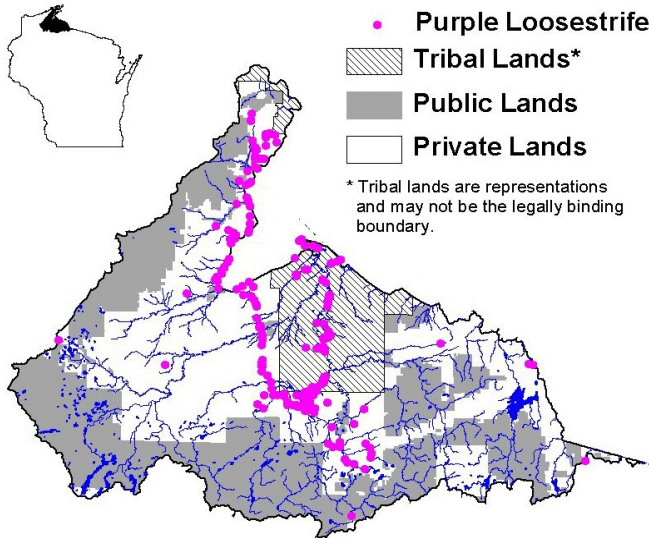 Purple Loosestrife
Tribal Lands*
Public Lands
Private Lands
* Tribal lands are representations
and may not be the legally binding
boundary.